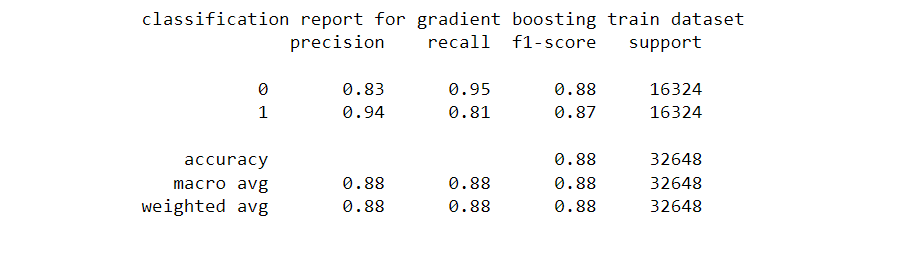 classification report for gradient boosting train dataset
precision recall f1-score support
0 0.83 0.95 0.88 16324
1 0.94 0.81 0.87 16324
accuracy 0.88 32648
macro avg 0.88 0.88 0.88 32648
weighted avg 0.88 0.88 0.88 32648